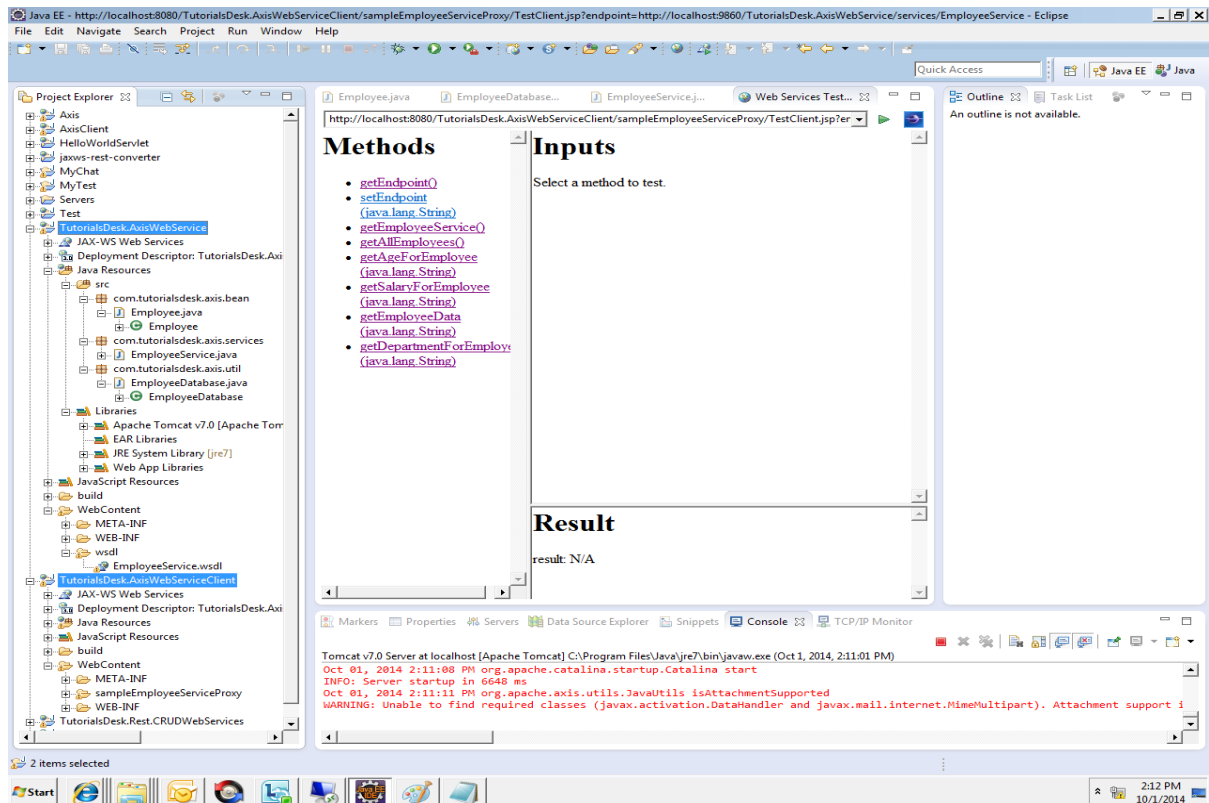 Java EE - http://localhost:8080/TutorialsDesk.AxisWebServiceClient/sampleEmployeeServiceProxy/TestClient.jsp?endpoint=http://localhost:9860/TutorialsDesk.AxisWebService/services/EmployeeService - Eclipse
File Edit Navigate Search Project Run Window Help
Quick Access
Java EE
Java
Project Explorer
Axis
AxisClient
HelloWorldServlet
jaxws-rest-converter
MyChat
MyTest
Servers
Test
TutorialsDesk.AxisWebService
JAX-WS Web Services
Deployment Descriptor: TutorialsDesk.Axi
Java Resources
src
com.tutorialsdesk.axis.bean
Employee.java
Employee
com.tutorialsdesk.axis.services
EmployeeService.java
com.tutorialsdesk.axis.util
EmployeeDatabase.java
EmployeeDatabase
Libraries
Apache Tomcat v7.0 [Apache Tom
EAR Libraries
JRE System Library [jre7]
Web App Libraries
JavaScript Resources
build
WebContent
META-INF
WEB-INF
wsdl
EmployeeService.wsdl
TutorialsDesk.AxisWebServiceClient
JAX-WS Web Services
Deployment Descriptor: TutorialsDesk.Axi
Java Resources
JavaScript Resources
build
WebContent
META-INF
sampleEmployeeServiceProxy
WEB-INF
TutorialsDesk.Rest.CRUDWebServices
Employee.java
EmployeeDatabase...
EmployeeService.j...
Web Services Test...
http://localhost:8080/TutorialsDesk.AxisWebServiceClient/sampleEmployeeServiceProxy/TestClient.jsp?er
Methods
getEndpoint()
setEndpoint
(java.lang.String)
getEmployeeService()
getAllEmployees()
getAgeForEmployee
(java.lang.String)
getSalaryForEmployee
(java.lang.String)
getEmployeeData
(java.lang.String)
getDepartmentForEmploye
(java.lang.String)
Inputs
Select a method to test.
Result
result: N/A
Outline
Task List
An outline is not available.
Markers
Properties
Servers
Data Source Explorer
Snippets
Console
TCP/IP Monitor
Tomcat v7.0 Server at localhost [Apache Tomcat] C:\Program Files\Java\jre7\bin\javaw.exe (Oct 1, 2014, 2:11:01 PM)
Oct 01, 2014 2:11:08 PM org.apache.catalina.startup.Catalina start
INFO: Server startup in 6648 ms
Oct 01, 2014 2:11:11 PM org.apache.axis.utils.JavaUtils isAttachmentSupported
WARNING: Unable to find required classes (javax.activation.DataHandler and javax.mail.internet.MimeMultipart). Attachment support i
2 items selected
Start
Java EE
IDE
2:12 PM
10/1/2014